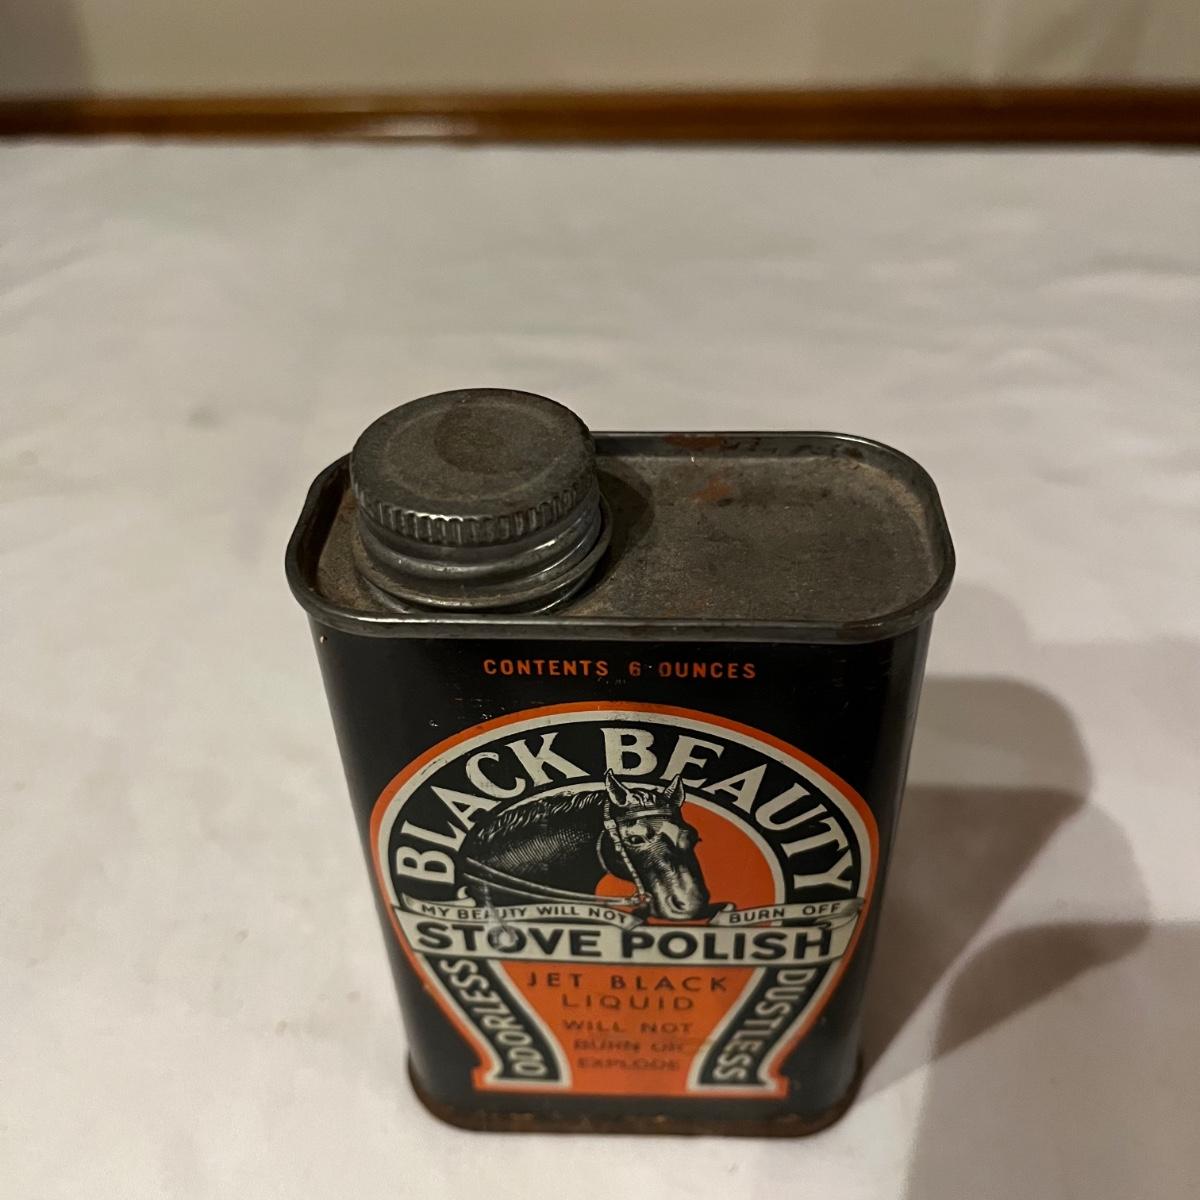 CONTENTS 6 OUNCES
BLACK BEAUTY
MY BEAUTY WILL NOT BURN OFF
STOVE POLISH
ODORLESS
DUSTLESS
JET BLACK
LIQUID
WILL NOT
BURN OR
EXPLODE